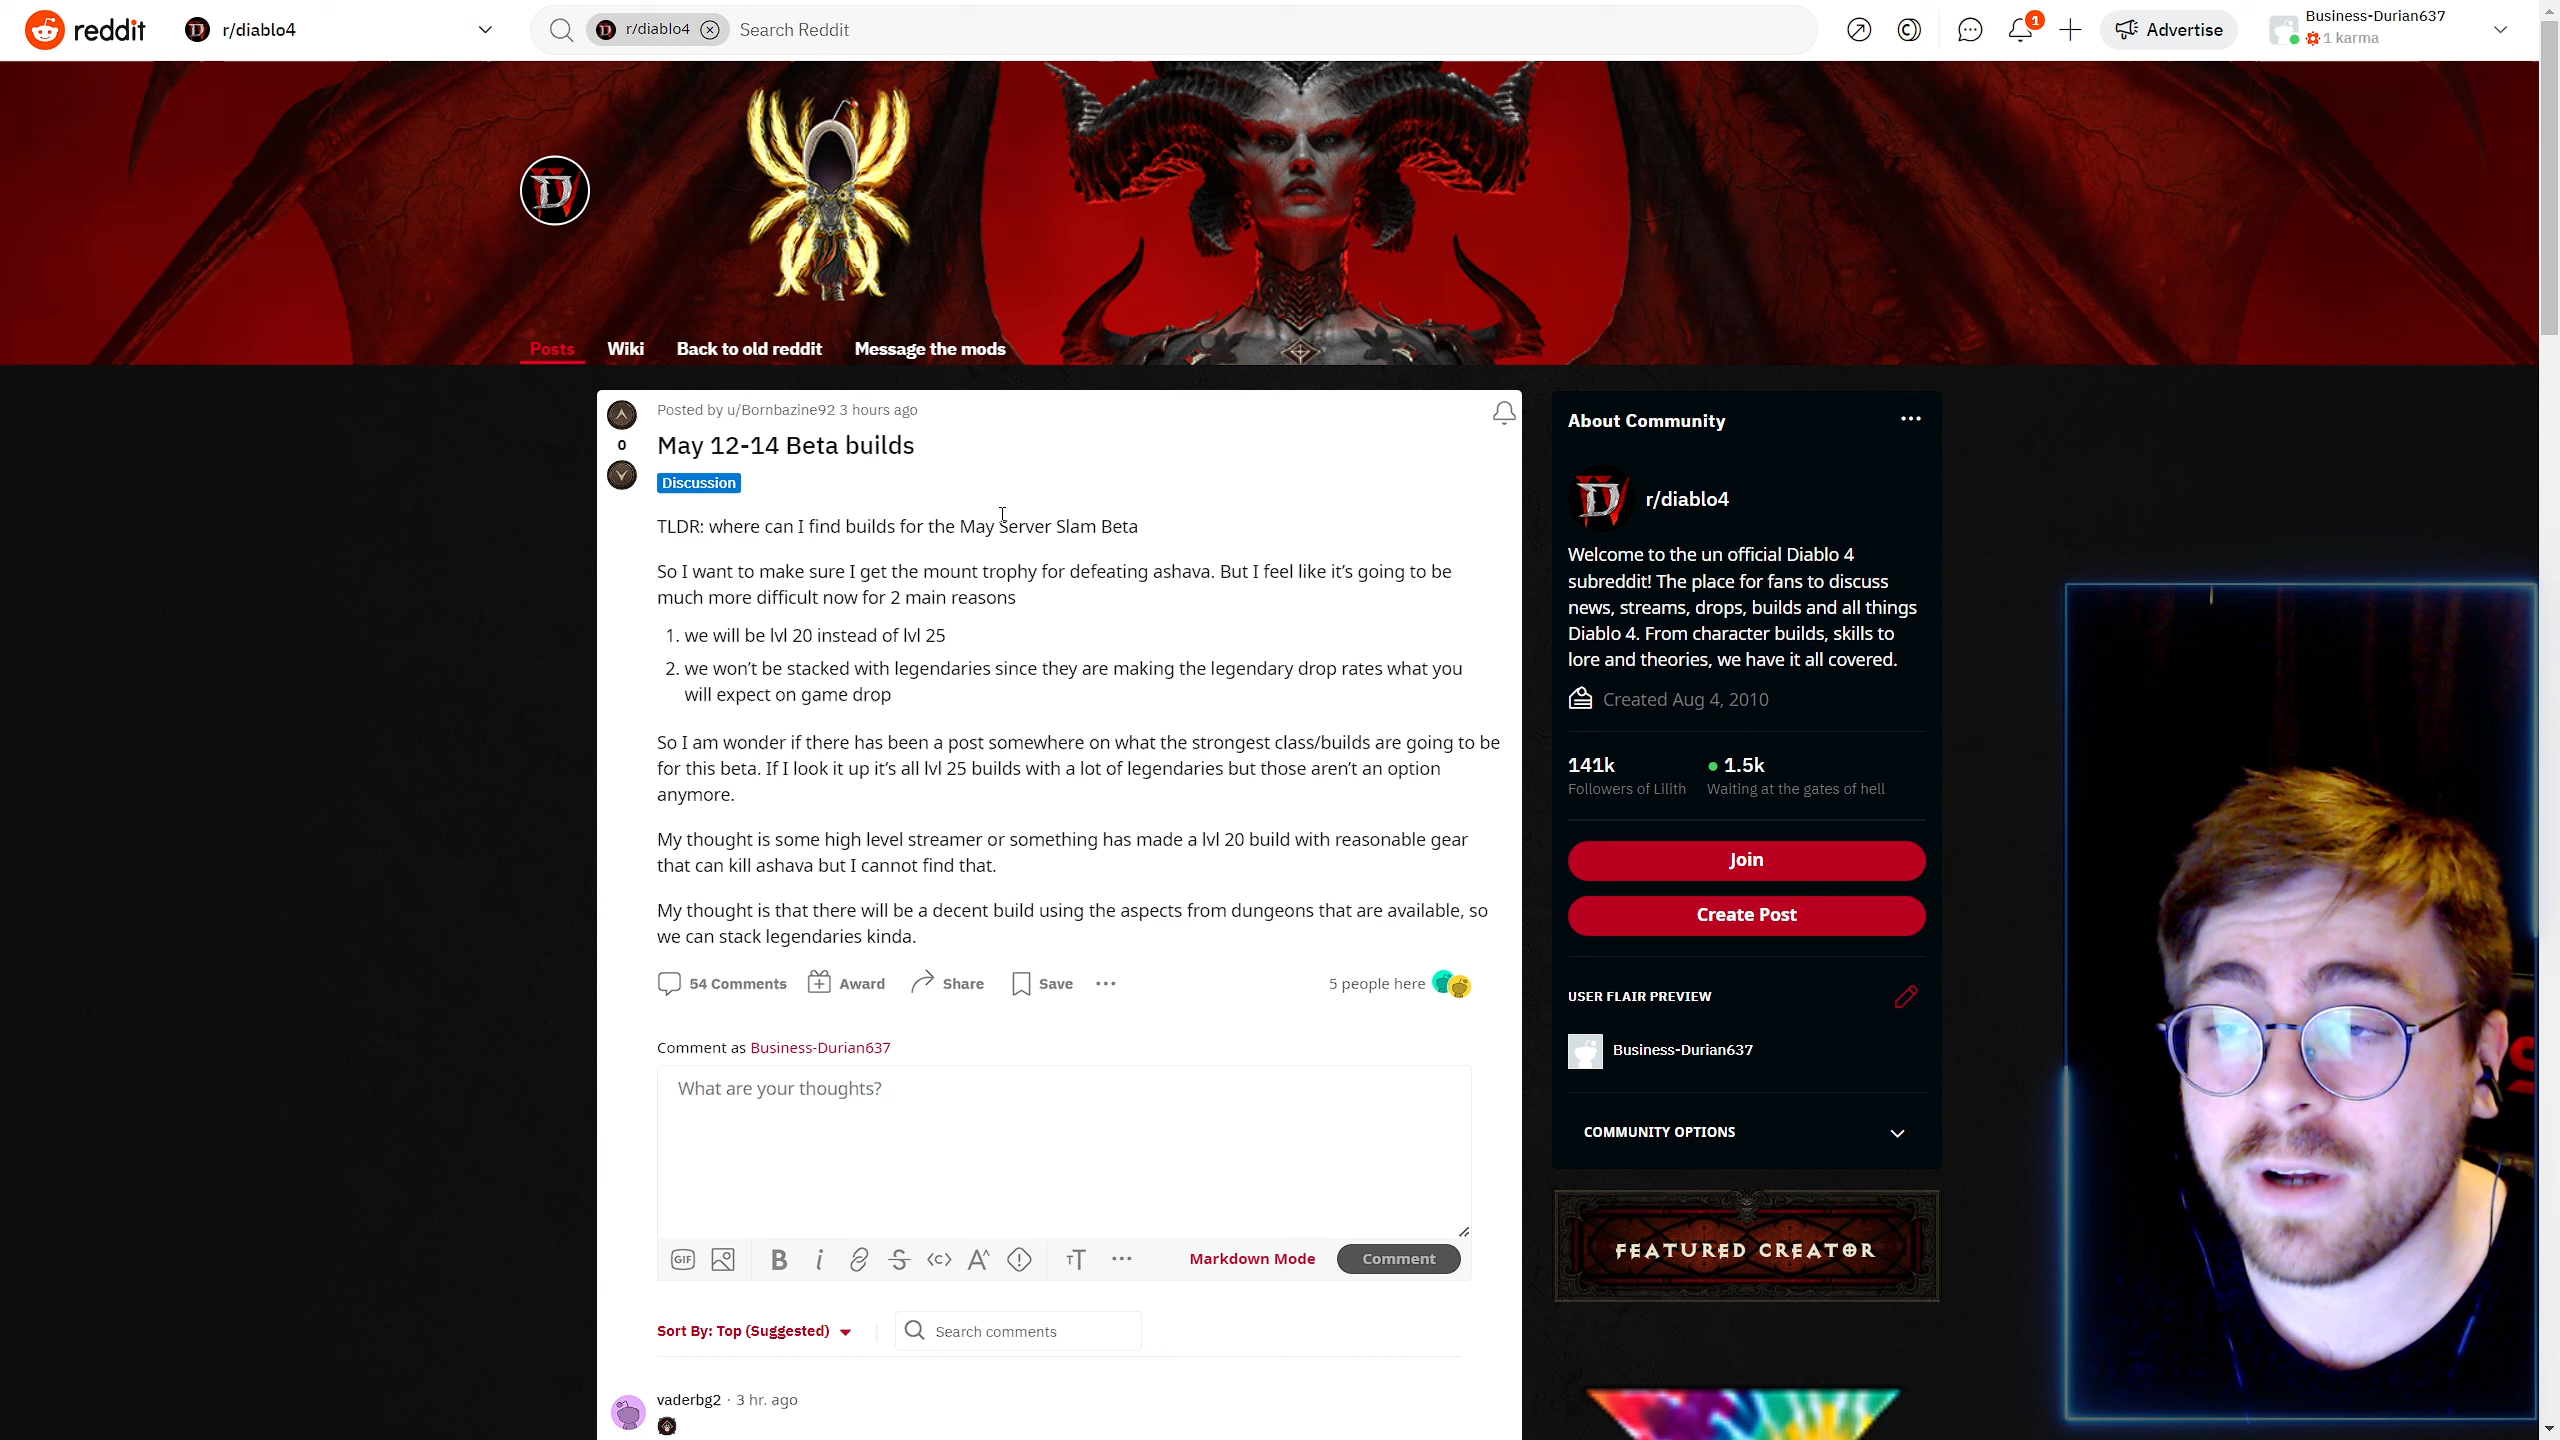 reddit
r/diablo4
r/diablo4
Search Reddit
1
Advertise
Business-Durian637
1 karma
Posts
Wiki
Back to old reddit
Message the mods
Posted by u/Bornbazine92 3 hours ago
0
May 12-14 Beta builds
Discussion
TLDR: where can I find builds for the May Server Slam Beta
So I want to make sure I get the mount trophy for defeating ashava. But I feel like it's going to be
much more difficult now for 2 main reasons
1. we will be lvl 20 instead of lvl 25
2. we won't be stacked with legendaries since they are making the legendary drop rates what you
will expect on game drop
So I am wonder if there has been a post somewhere on what the strongest class/builds are going to be
for this beta. If I look it up it's all lvl 25 builds with a lot of legendaries but those aren't an option
anymore.
My thought is some high level streamer or something has made a lvl 20 build with reasonable gear
that can kill ashava but I cannot find that.
My thought is that there will be a decent build using the aspects from dungeons that are available, so
we can stack legendaries kinda.
54 Comments
Award
Share
Save
5 people here
Comment as Business-Durian637
What are your thoughts?
GIF
Markdown Mode
Comment
Sort By: Top (Suggested)
Search comments
vaderbg2 · 3 hr. ago
About Community
r/diablo4
Welcome to the un official Diablo 4
subreddit! The place for fans to discuss
news, streams, drops, builds and all things
Diablo 4. From character builds, skills to
lore and theories, we have it all covered.
Created Aug 4, 2010
141k
1.5k
Followers of Lilith
Waiting at the gates of hell
Join
Create Post
USER FLAIR PREVIEW
Business-Durian637
COMMUNITY OPTIONS
FEATURED CREATOR